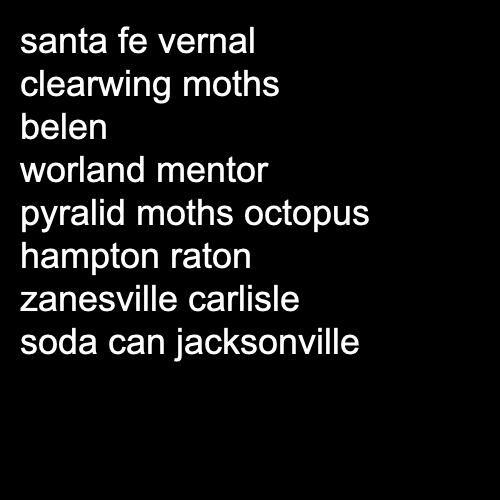 santa fe vernal
clearwing moths
belen
worland mentor
pyralid moths octopus
hampton raton
zanesville carlisle
soda can jacksonville